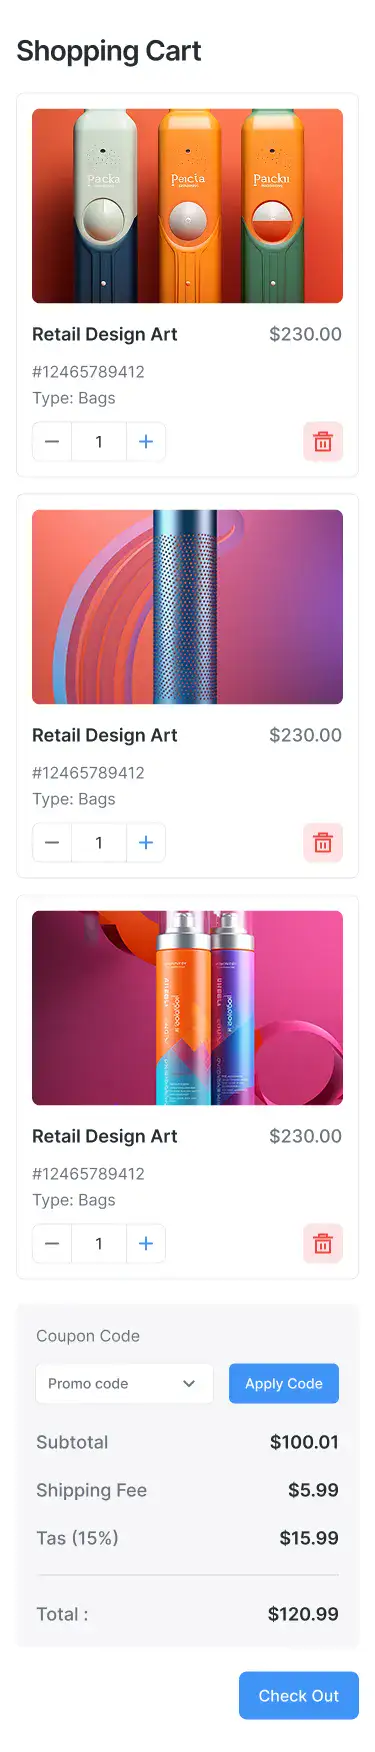 Shopping Cart
Packa
Peicta
Paicku
Retail Design Art $230.00
#12465789412
Type: Bags
1
Retail Design Art $230.00
#12465789412
Type: Bags
1
Retail Design Art $230.00
#12465789412
Type: Bags
1
Coupon Code
Promo code
Apply Code
Subtotal $100.01
Shipping Fee $5.99
Tas (15%) $15.99
Total : $120.99
Check Out